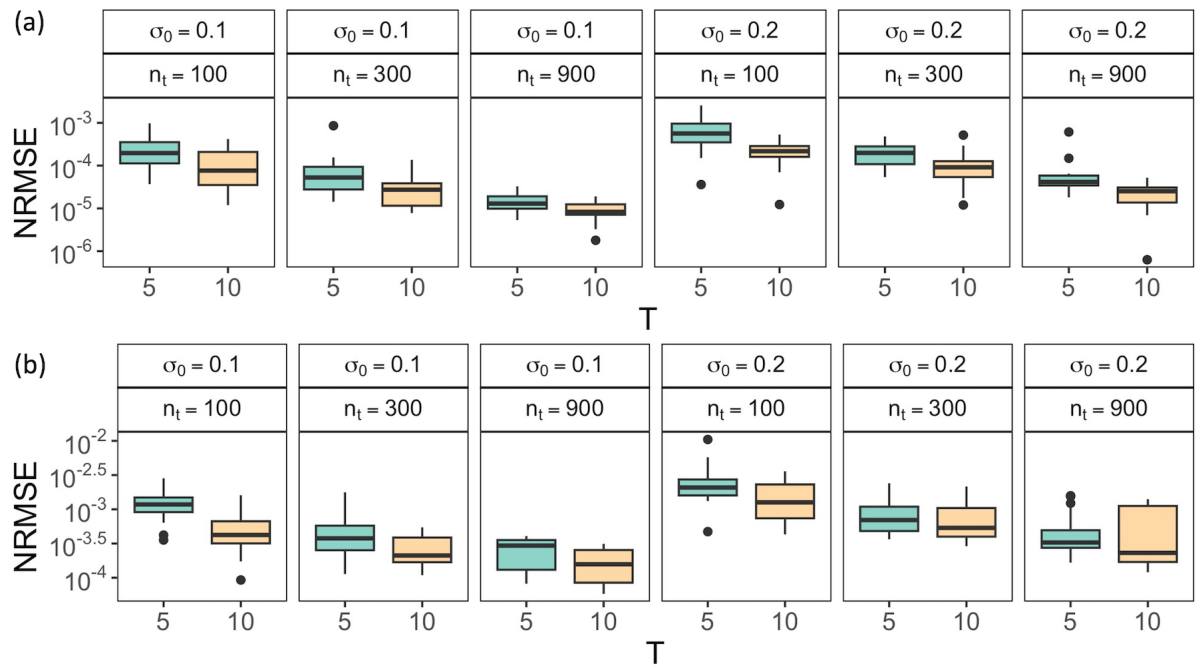 (a)
σ₀ = 0.1 σ₀ = 0.1 σ₀ = 0.1 σ₀ = 0.2 σ₀ = 0.2 σ₀ = 0.2
nₜ = 100 nₜ = 300 nₜ = 900 nₜ = 100 nₜ = 300 nₜ = 900
NRMSE
10⁻³
10⁻⁴
10⁻⁵
10⁻⁶
5 10 5 10 5 10 5 10 5 10 5 10
T
(b)
σ₀ = 0.1 σ₀ = 0.1 σ₀ = 0.1 σ₀ = 0.2 σ₀ = 0.2 σ₀ = 0.2
nₜ = 100 nₜ = 300 nₜ = 900 nₜ = 100 nₜ = 300 nₜ = 900
NRMSE
10⁻²
10⁻²·⁵
10⁻³
10⁻³·⁵
10⁻⁴
5 10 5 10 5 10 5 10 5 10 5 10
T